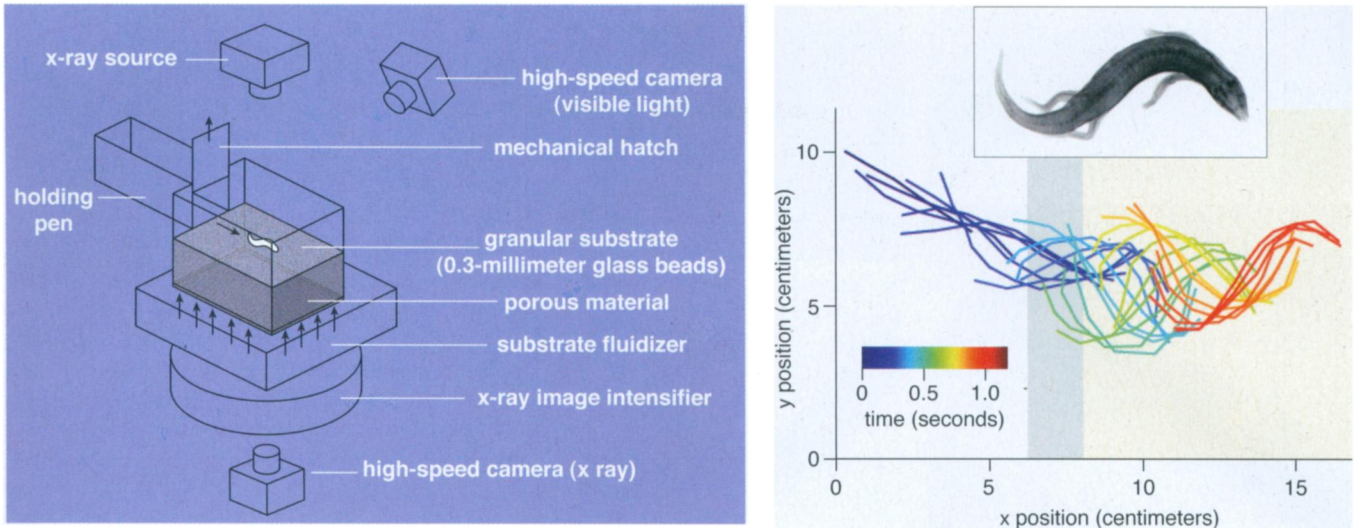 x-ray source
high-speed camera
(visible light)
mechanical hatch
holding
pen
granular substrate
(0.3-millimeter glass beads)
porous material
substrate fluidizer
x-ray image intensifier
high-speed camera (x ray)
y position (centimeters)
10
5
0
0 0.5 1.0
time (seconds)
0 5 10 15
x position (centimeters)